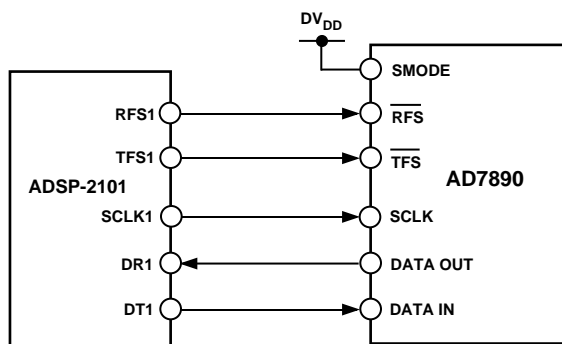 DVDD
SMODE
RFS1
RFS
TFS1
TFS
ADSP-2101
AD7890
SCLK1
SCLK
DR1
DATA OUT
DT1
DATA IN